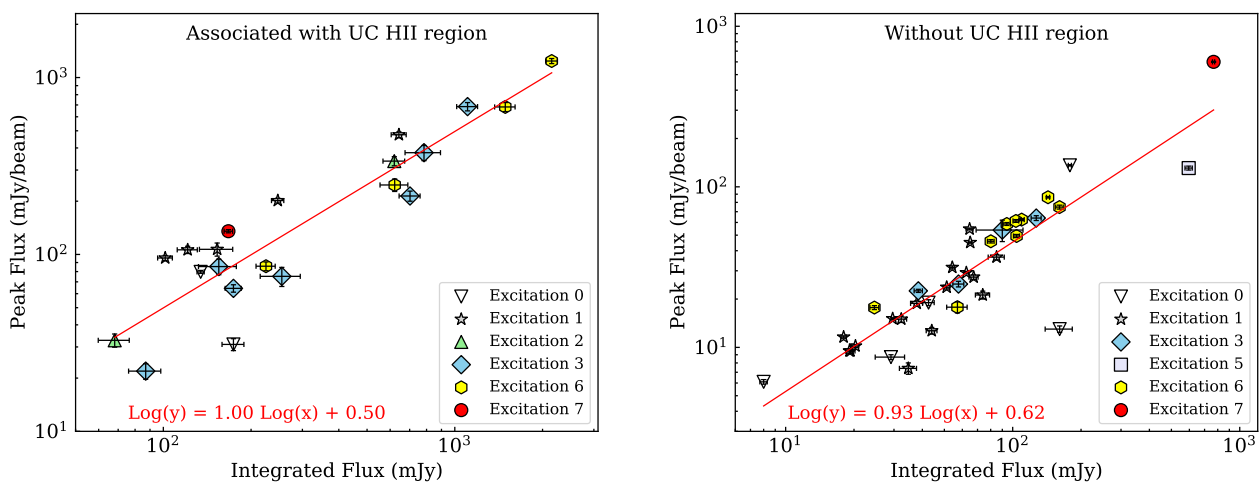 Associated with UC HII region
Peak Flux (mJy/beam)
10³
10²
10¹
Excitation 0
Excitation 1
Excitation 2
Excitation 3
Excitation 6
Excitation 7
Log(y) = 1.00 Log(x) + 0.50
10² 10³
Integrated Flux (mJy)
Without UC HII region
Peak Flux (mJy/beam)
10³
10²
10¹
Excitation 0
Excitation 1
Excitation 3
Excitation 5
Excitation 6
Excitation 7
Log(y) = 0.93 Log(x) + 0.62
10¹ 10² 10³
Integrated Flux (mJy)